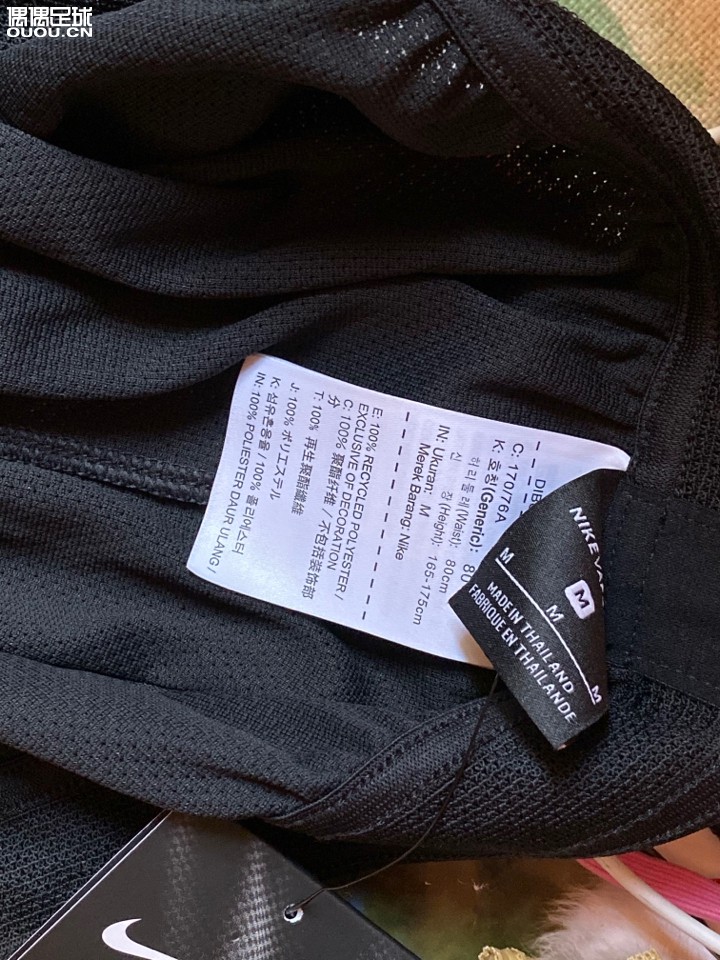 偶偶足球
OUOU.CN
C: 170/76A
K: 호칭(Generic):
허리둘레(Waist): 80cm
신 장(Height): 165-175cm
IN: Ukuran: M
Merek Barang: Nike
E: 100% RECYCLED POLYESTER /
EXCLUSIVE OF DECORATION
C: 100% 聚酯纤维 / 不包括装饰部
分
T: 100% 再生聚酯纖維
J: 100% ポリエステル
K: 섬유혼용율 / 100% 폴리에스터
IN: 100% POLIESTER DAUR ULANG /
NIKE
M
M M M
MADE IN THAILAND
FABRIQUE EN THAILANDE